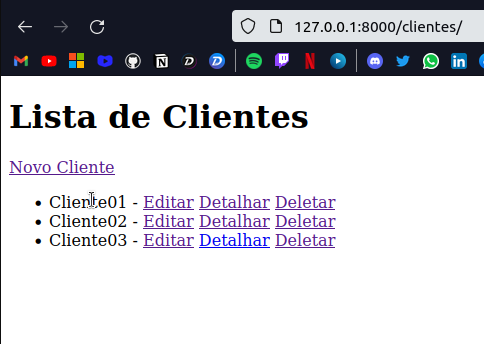 127.0.0.1:8000/clientes/
Lista de Clientes
Novo Cliente
Cliente01 - Editar Detalhar Deletar
Cliente02 - Editar Detalhar Deletar
Cliente03 - Editar Detalhar Deletar